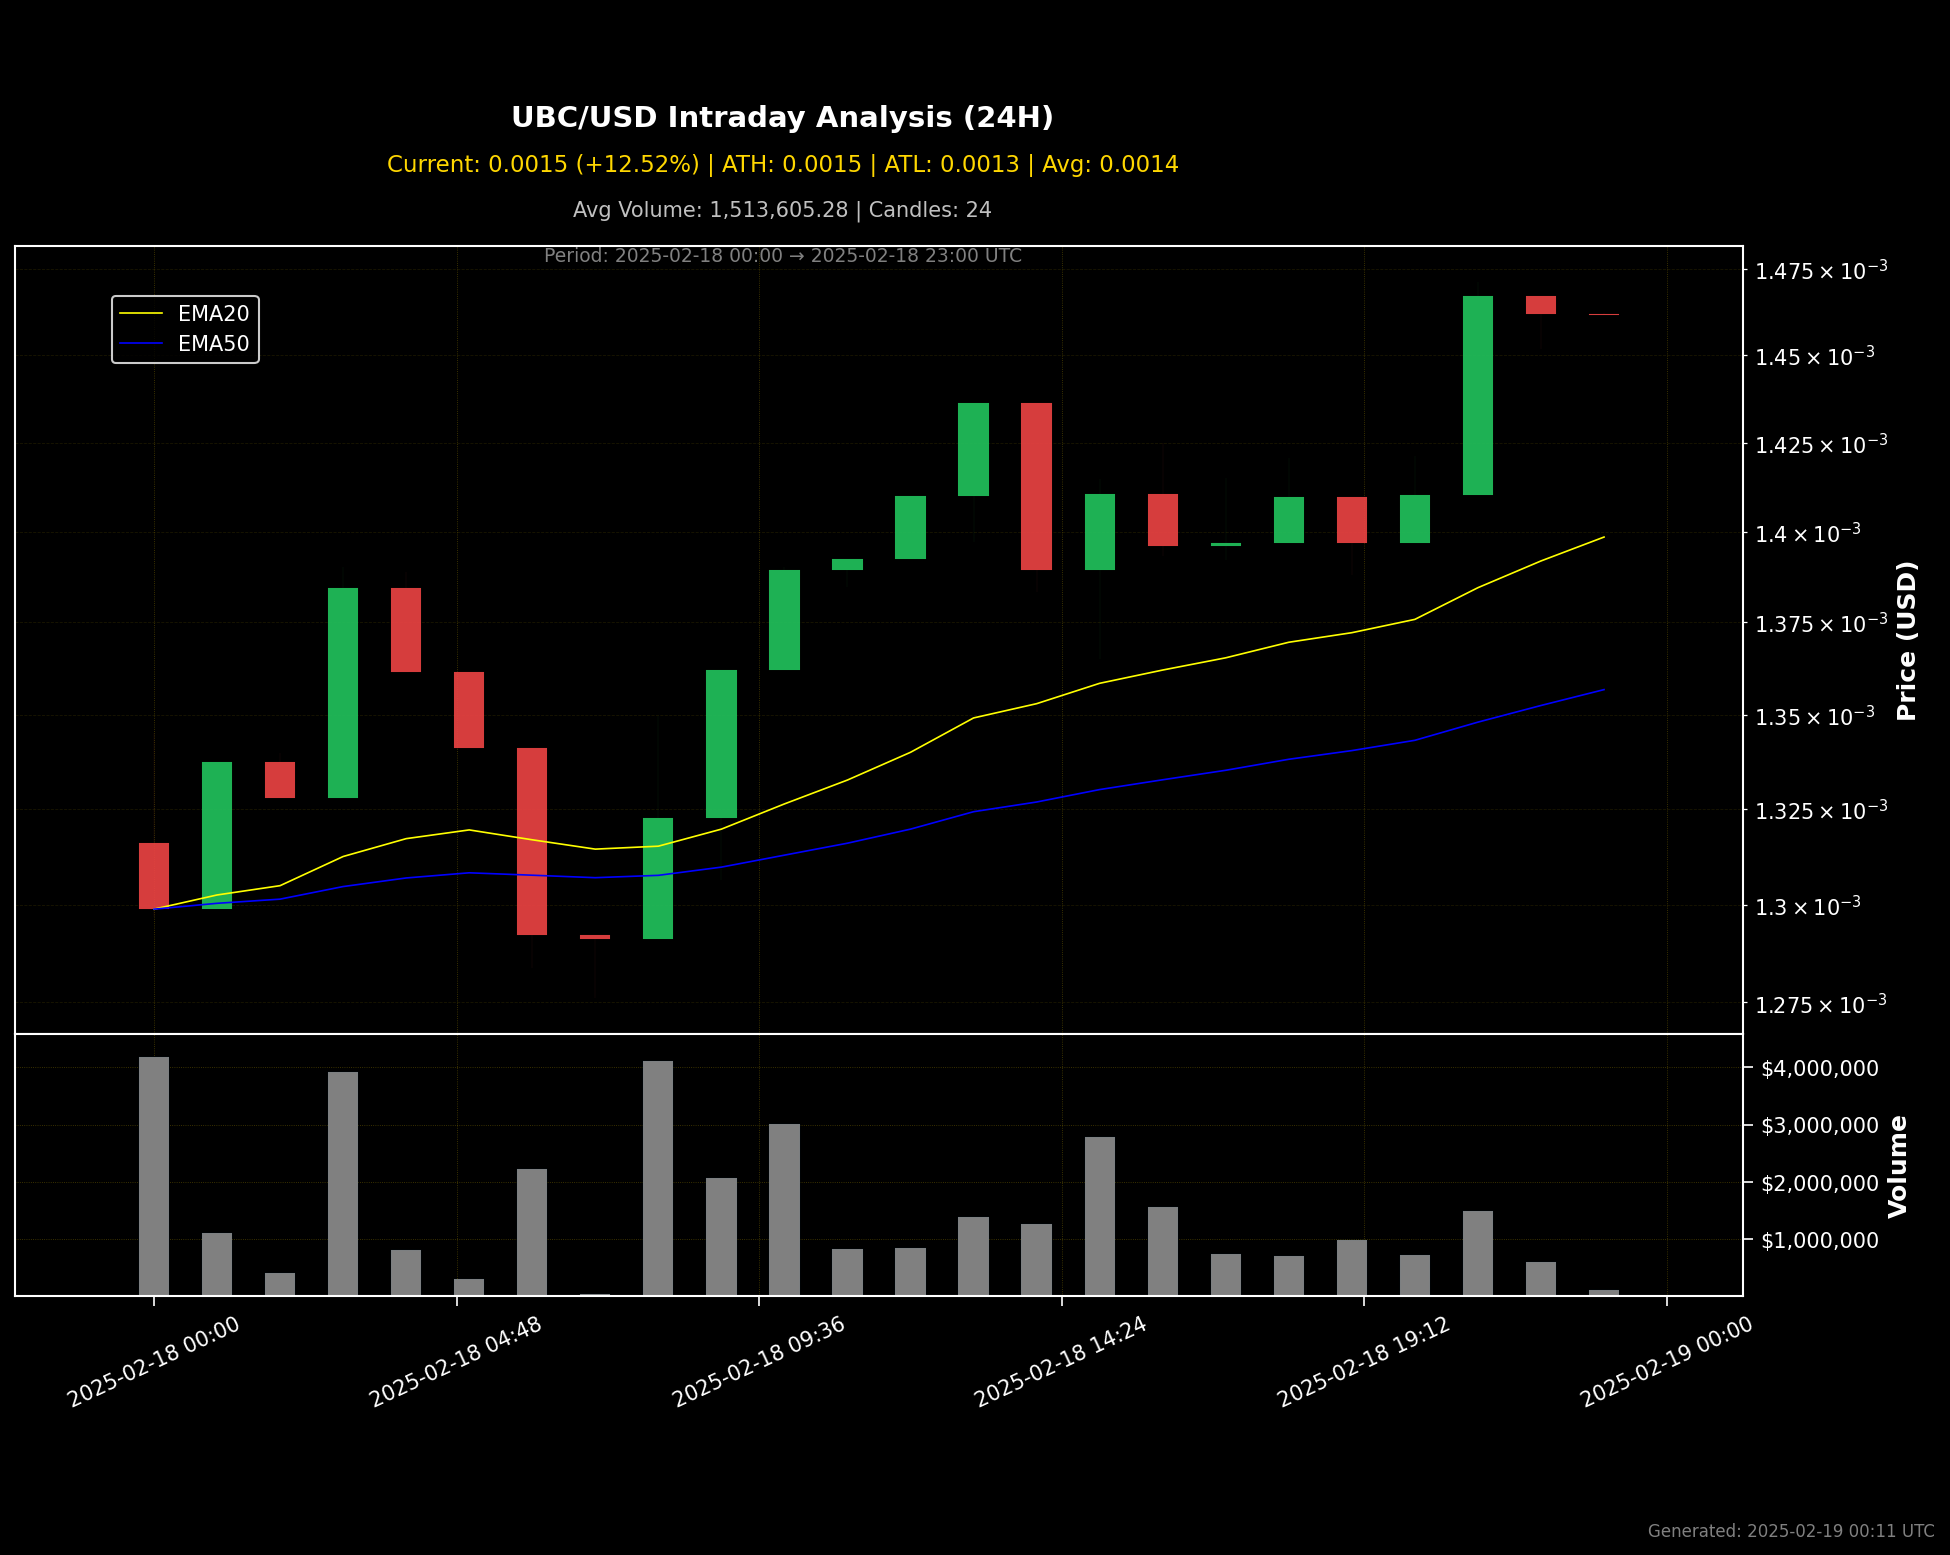 UBC/USD Intraday Analysis (24H)
Current: 0.0015 (+12.52%) | ATH: 0.0015 | ATL: 0.0013 | Avg: 0.0014
Avg Volume: 1,513,605.28 | Candles: 24
Period: 2025-02-18 00:00 → 2025-02-18 23:00 UTC
EMA20
EMA50
1.475 × 10⁻³
1.45 × 10⁻³
1.425 × 10⁻³
1.4 × 10⁻³
1.375 × 10⁻³
1.35 × 10⁻³
1.325 × 10⁻³
1.3 × 10⁻³
1.275 × 10⁻³
Price (USD)
$4,000,000
$3,000,000
$2,000,000
$1,000,000
Volume
2025-02-18 00:00
2025-02-18 04:48
2025-02-18 09:36
2025-02-18 14:24
2025-02-18 19:12
2025-02-19 00:00
Generated: 2025-02-19 00:11 UTC